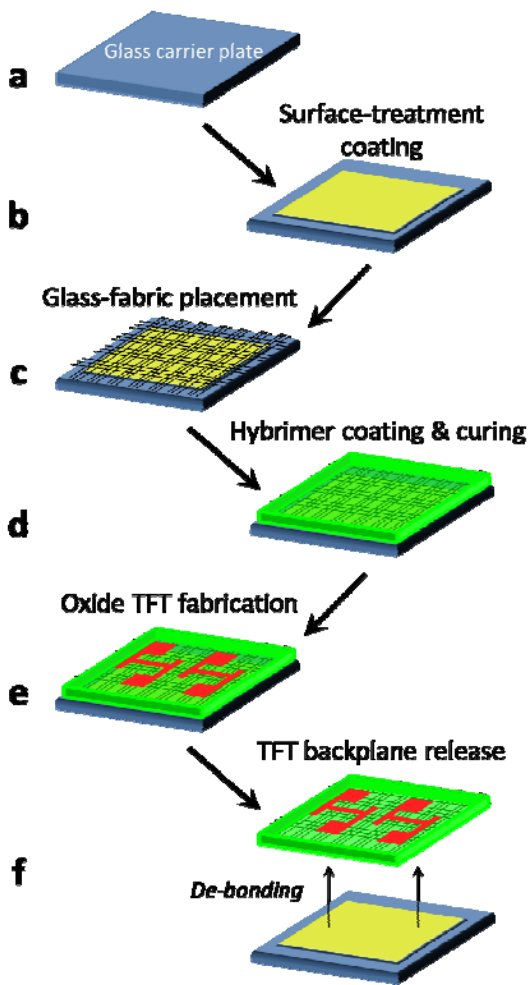 Glass carrier plate
a
Surface-treatment
coating
b
Glass-fabric placement
c
Hybrimer coating & curing
d
Oxide TFT fabrication
e
TFT backplane release
f
De-bonding